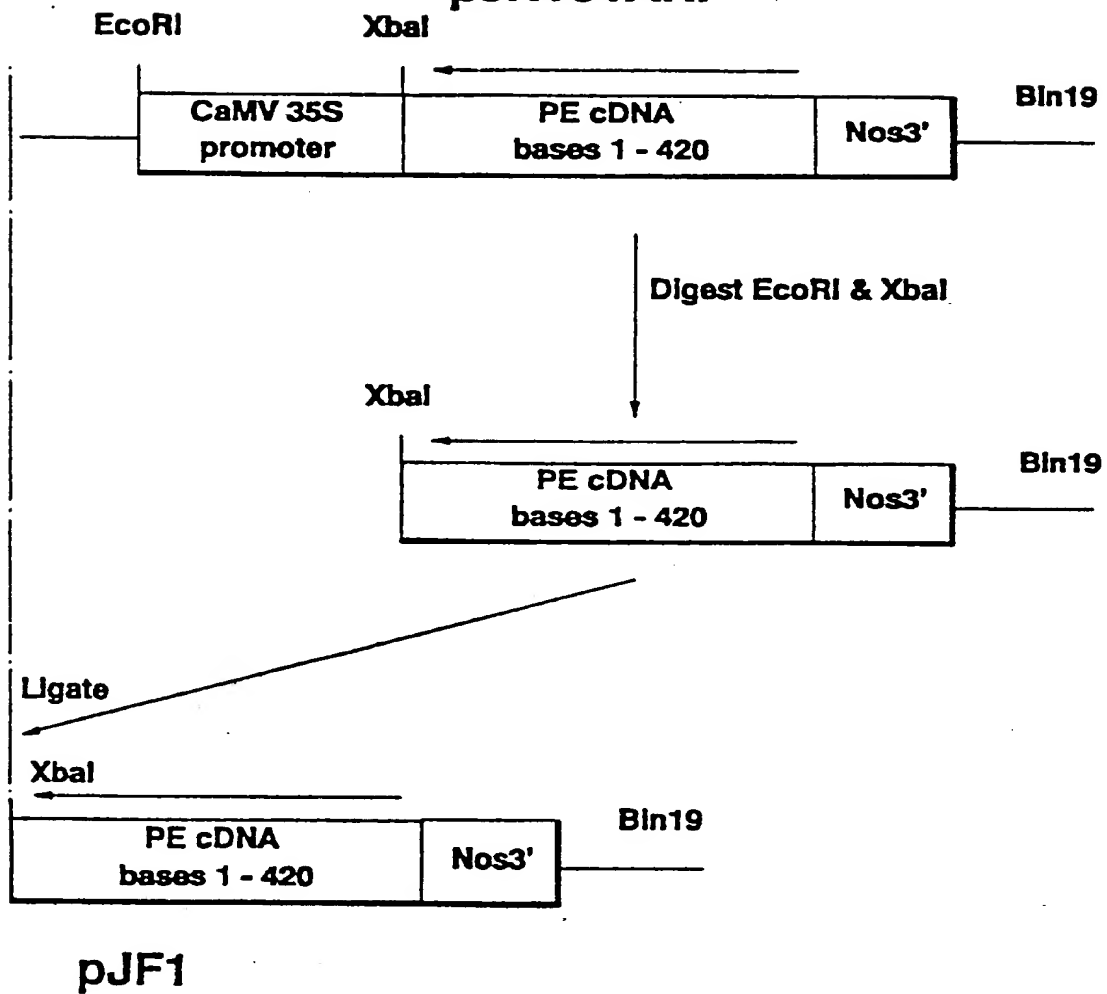 EcoRI
XbaI
CaMV 35S
promoter
PE cDNA
bases 1 - 420
Nos3'
Bin19
Digest EcoRI & XbaI
XbaI
PE cDNA
bases 1 - 420
Nos3'
Bin19
Ligate
XbaI
PE cDNA
bases 1 - 420
Nos3'
Bin19
pJF1